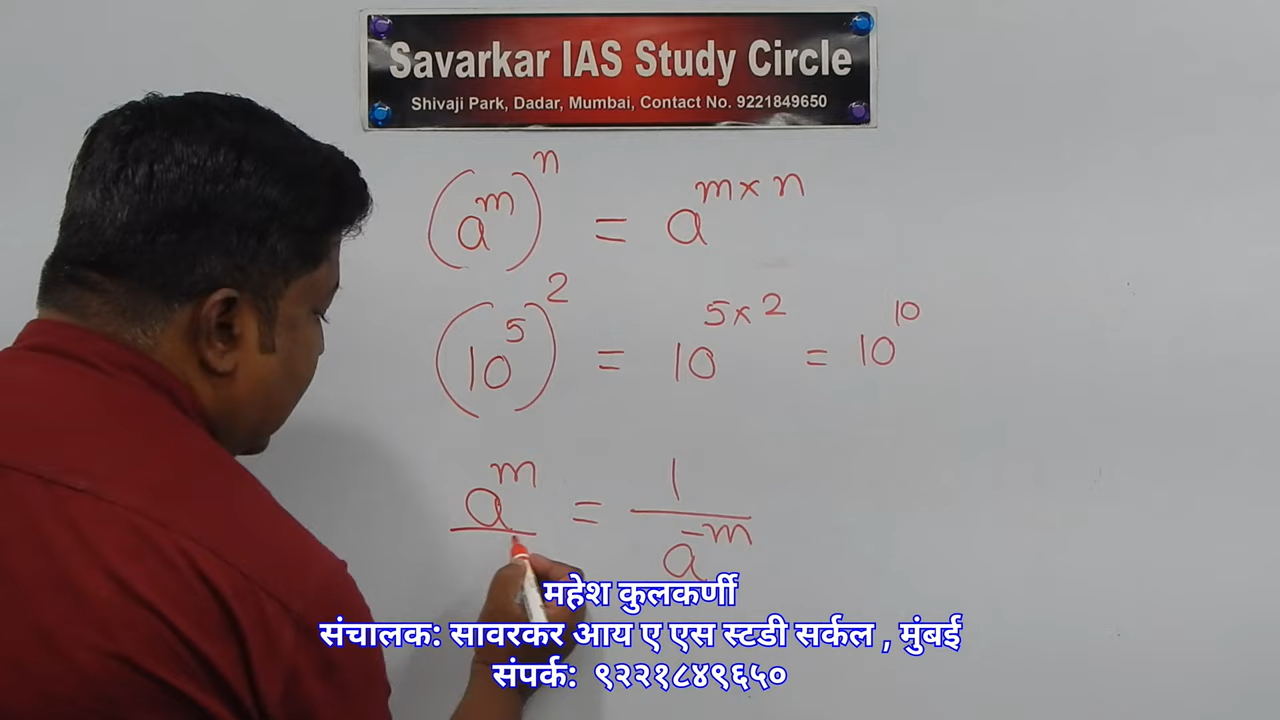 Savarkar IAS Study Circle
Shivaji Park, Dadar, Mumbai, Contact No. 9221849650
(a^m)^n = a^(m×n)
(10^5)^2 = 10^(5×2) = 10^10
a^m = 1/a^(-m)
महेश कुलकर्णी
संचालक: सावरकर आय ए एस स्टडी सर्कल , मुंबई
संपर्क: ९२२१८४९६५०